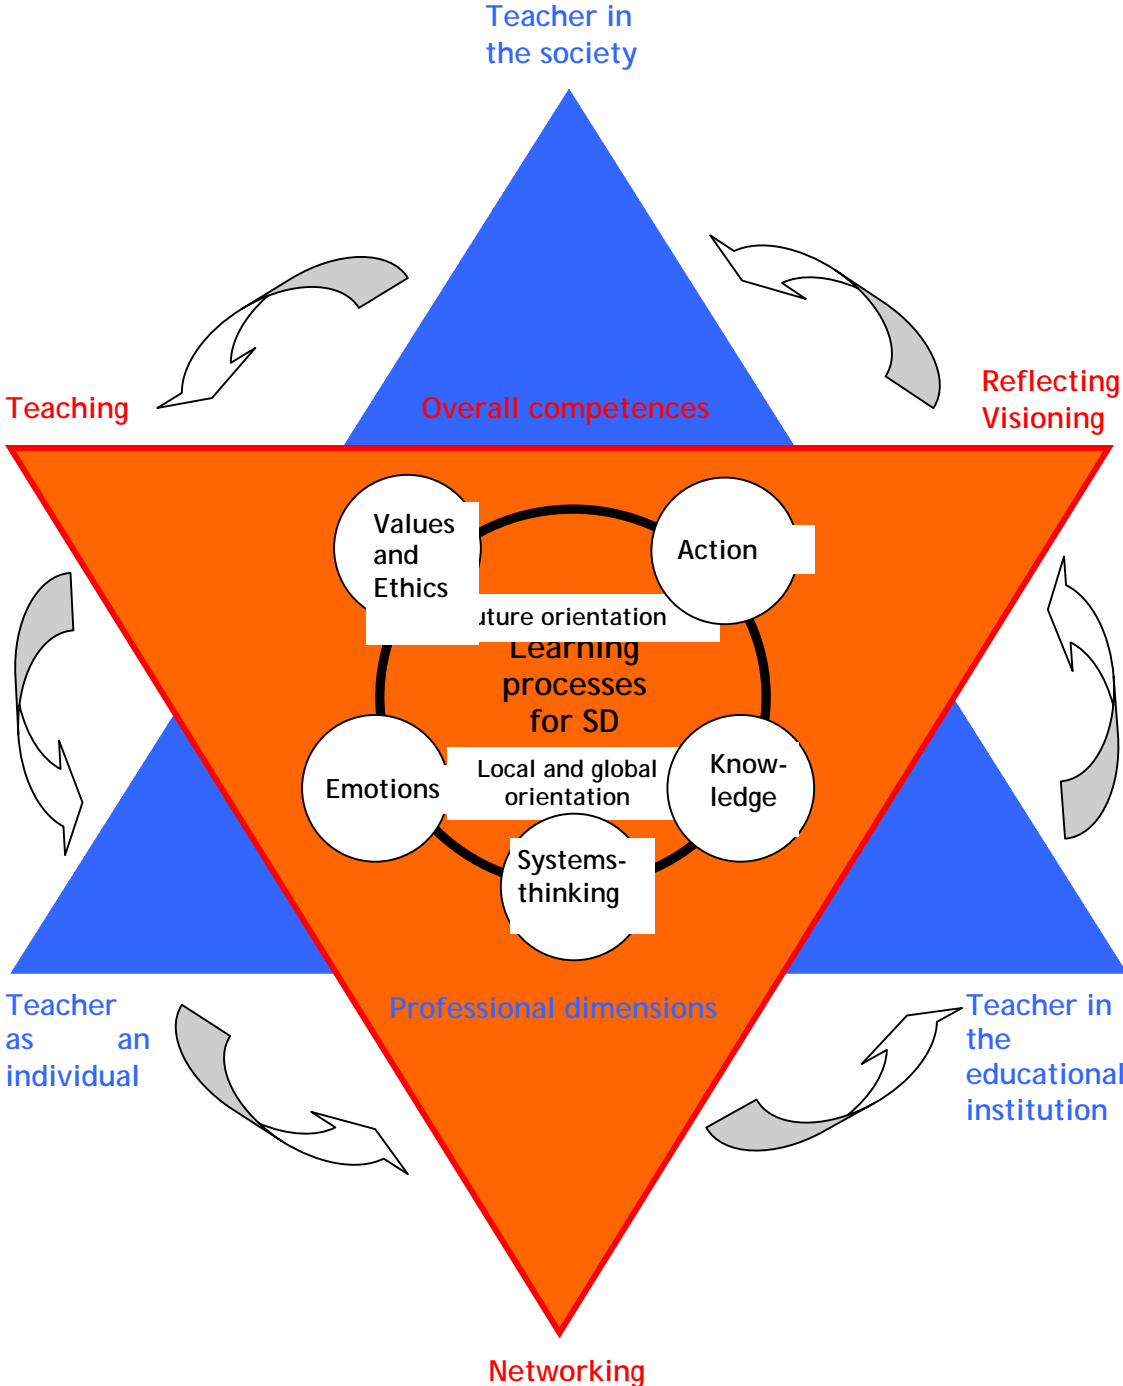 Teacher in
the society
Teaching
Overall competences
Reflecting
Visioning
Values
and
Ethics
Action
uture orientation
Learning
processes
for SD
Emotions
Local and global
orientation
Know-
ledge
Systems-
thinking
Professional dimensions
Teacher
as an
individual
Teacher in
the
educational
institution
Networking